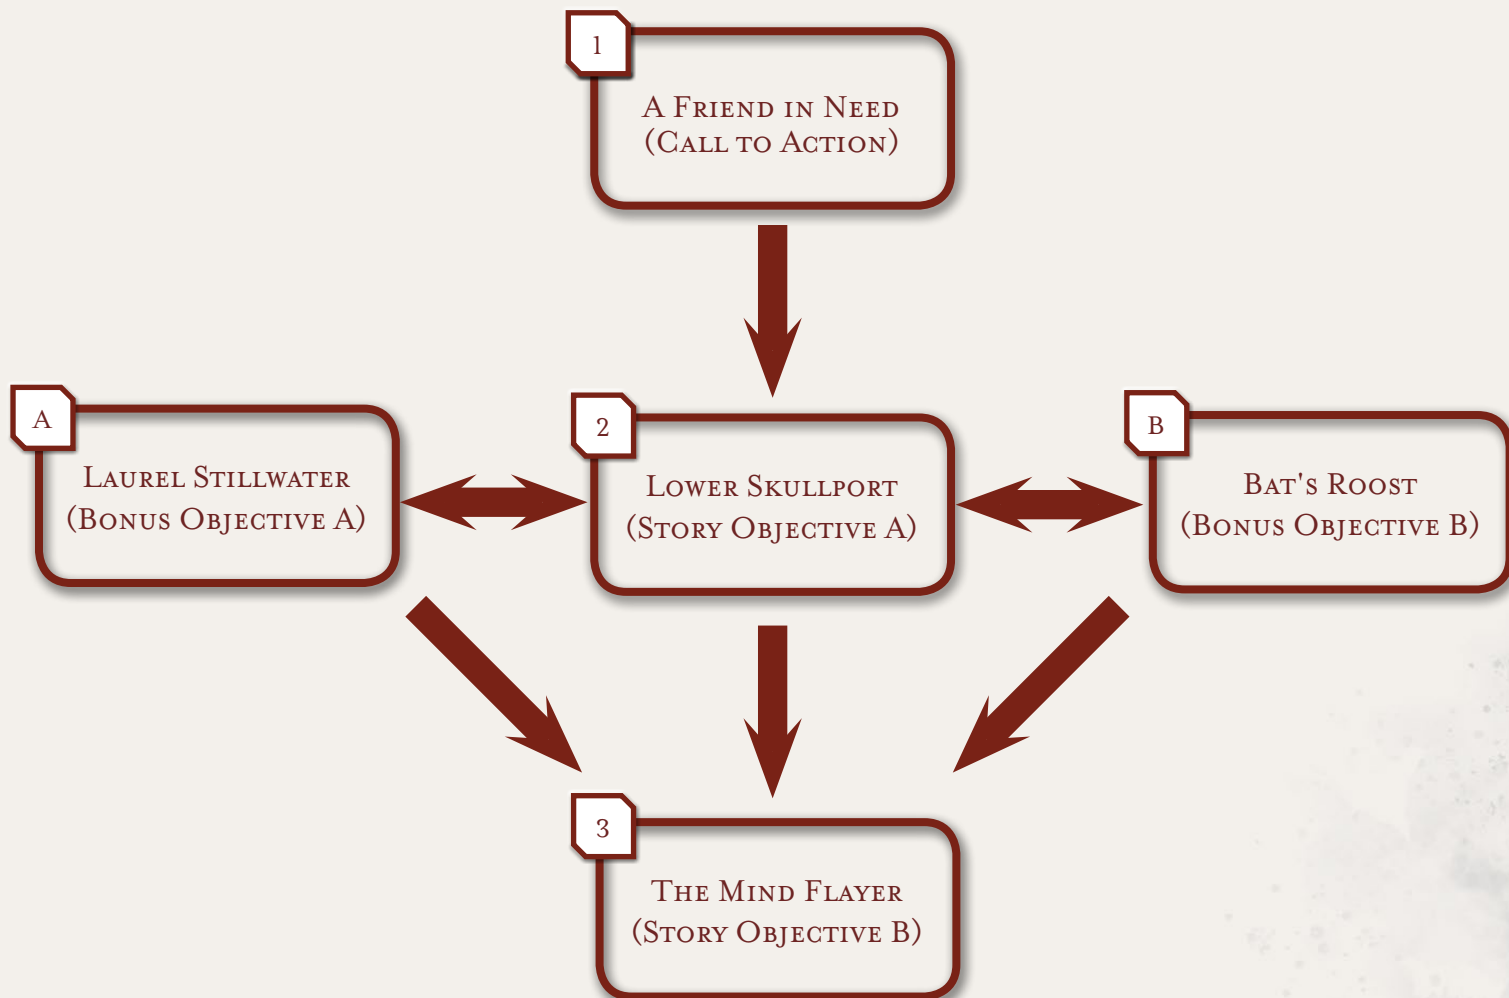 1
A Friend in Need
(Call to Action)
A
Laurel Stillwater
(Bonus Objective A)
2
Lower Skullport
(Story Objective A)
B
Bat's Roost
(Bonus Objective B)
3
The Mind Flayer
(Story Objective B)